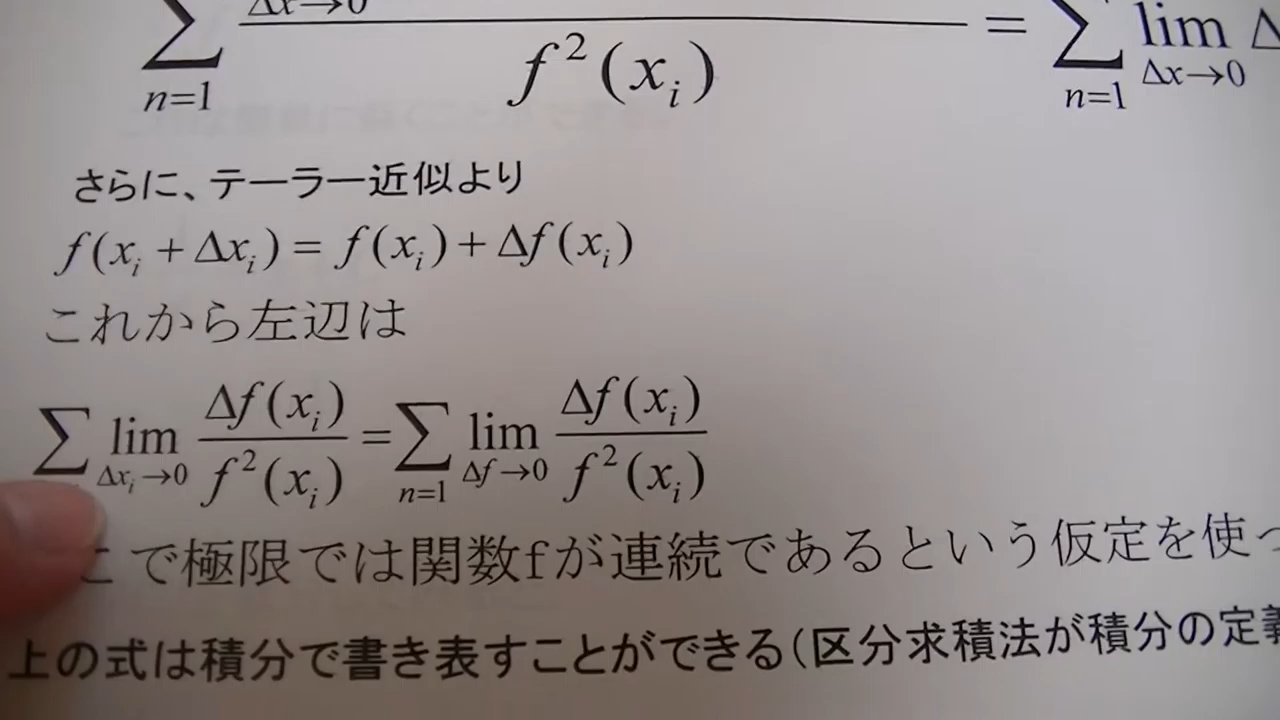 ∑ Δx→0 / f²(xᵢ) = ∑ lim Δ
n=1 n=1 Δx→0
さらに、テーラー近似より
f(xᵢ + Δxᵢ) = f(xᵢ) + Δf(xᵢ)
これから左辺は
∑ lim Δxᵢ→0 Δf(xᵢ) / f²(xᵢ) = ∑ n=1 lim Δf→0 Δf(xᵢ) / f²(xᵢ)
こで極限では関数fが連続であるという仮定を使っ
上の式は積分で書き表すことができる(区分求積法が積分の定義